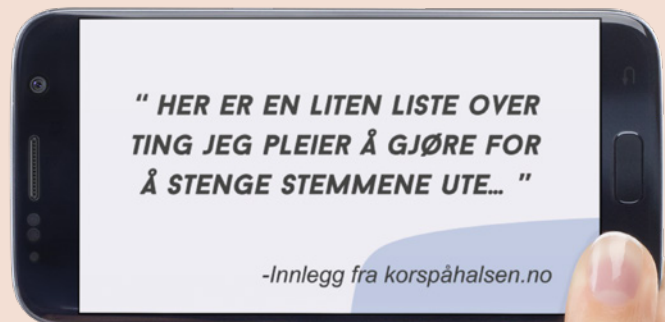 “ HER ER EN LITEN LISTE OVER
TING JEG PLEIER Å GJØRE FOR
Å STENGE STEMMENE UTE... ”
-Innlegg fra korspåhalsen.no